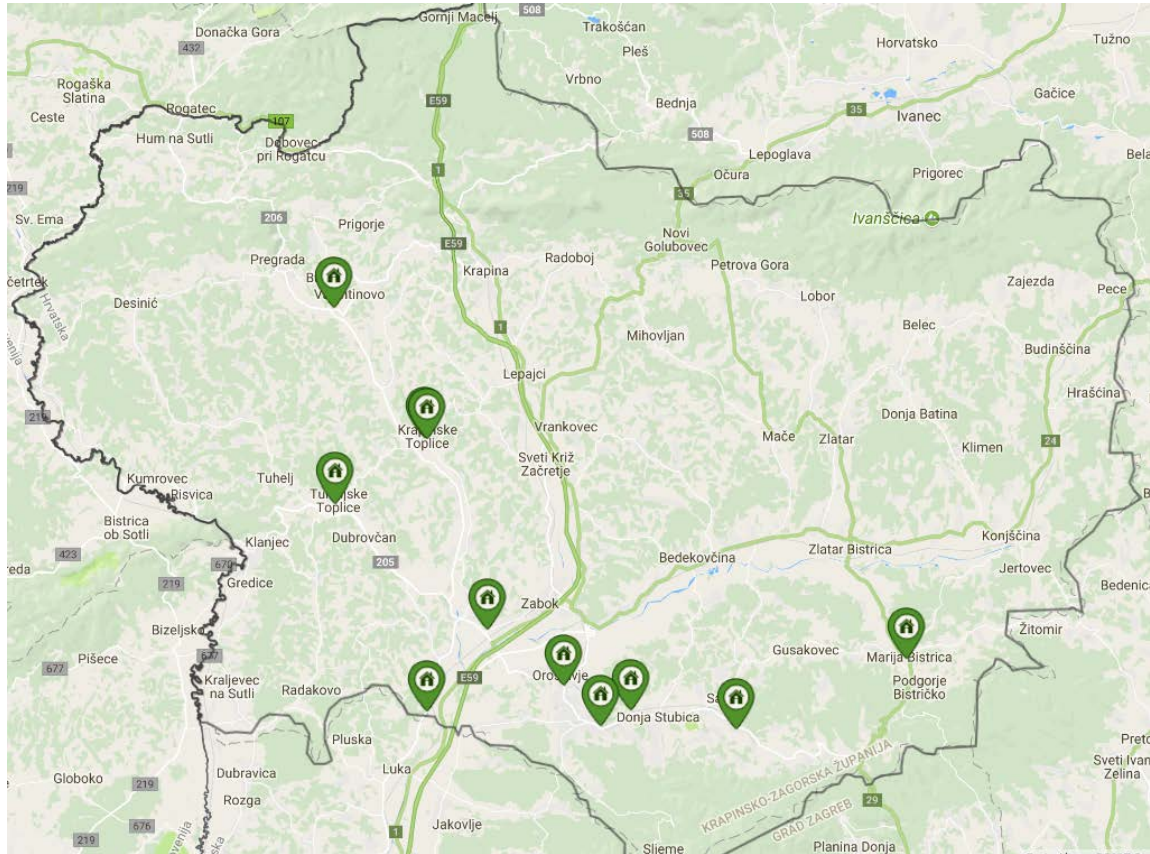 Gornji Macelj
508
Trakošćan
Donačka Gora
432
Pleš
Horvatsko
Tužno
Rogaška
Slatina
Vrbno
Bednja
E59
35
Gačice
Ceste
Rogatec
107
Ivanec
Hum na Sutli
Dobovec
pri Rogatcu
508
Lepoglava
1
Očura
Prigorec
219
35
Sv. Ema
206
Prigorje
Ivanščica
E59
Novi
Golubovec
Pregrada
Krapina
Radoboj
Petrova Gora
Zajezda
Pece
Hrvatska
Desinić
Lobor
1
Belec
Mihovljan
Budinščina
Lepajci
Hrašćina
219
Donja Batina
Krapinske
Toplice
Vrankovec
Mače
Zlatar
24
Klimen
Sveti Križ
Začretje
Kumrovec
Tuhelj
Risvica
Tuheljske
Toplice
Bistrica
ob Sotli
Klanjec
Dubrovčan
Konjščina
423
Bedekovčina
Zlatar Bistrica
205
Jertovec
219
Gredice
Zabok
Bizeljsko
Žitomir
Gusakovec
Marija Bistrica
Pišece
677
677
E59
Kraljevec
na Sutli
Radakovo
Podgorje
Bistričko
Donja Stubica
Pluska
Luka
Dubravica
Globoko
219
Sveti Ivan
Zelina
KRAPINSKO-ZAGORSKA ŽUPANIJA
GRAD ZAGREB
Rozga
29
676
Jakovlje
219
Sljeme
Planina Donja